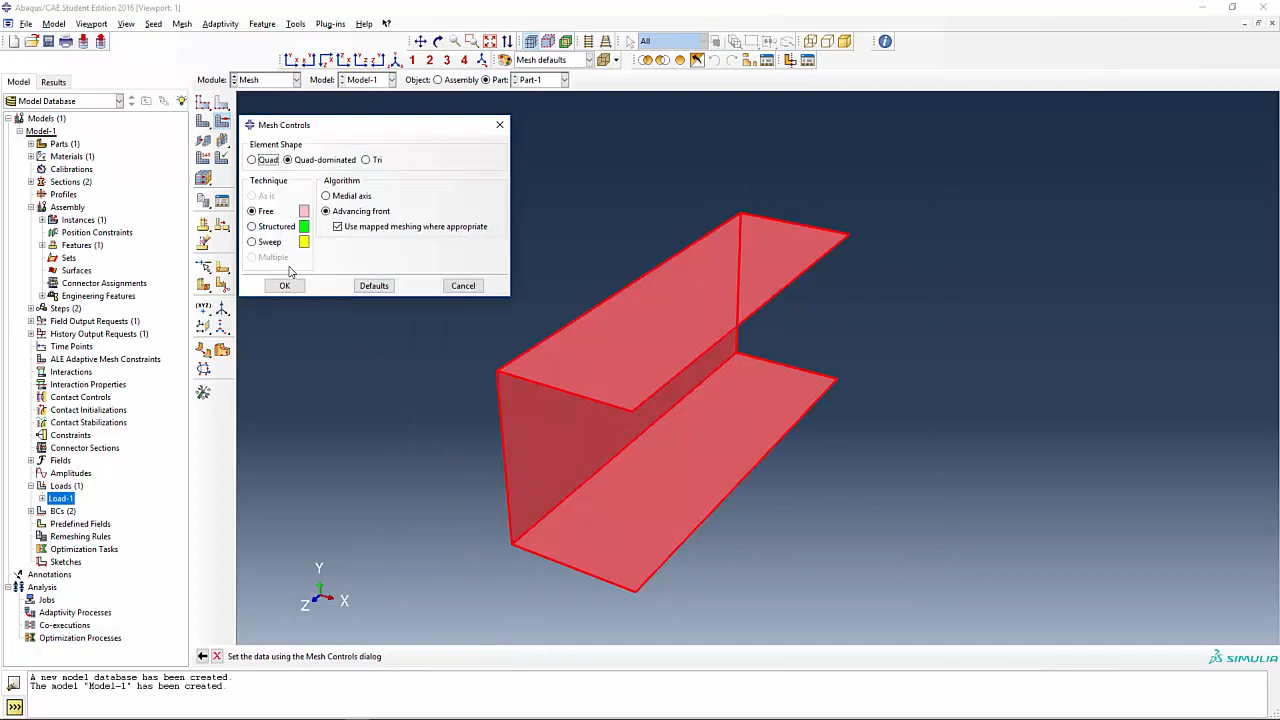 Abaqus/CAE Student Edition 2016 [Viewport: 1]
File Model Viewport View Seed Mesh Adaptivity Feature Tools Plug-ins Help
All
1 2 3 4 Mesh defaults
Model Results Module: Mesh Model: Model-1 Object: Assembly Part: Part-1
Model Database
Models (1)
Model-1
Parts (1)
Materials (1)
Calibrations
Sections (2)
Profiles
Assembly
Instances (1)
Position Constraints
Features (1)
Sets
Surfaces
Connector Assignments
Engineering Features
Steps (2)
Field Output Requests (1)
History Output Requests (1)
Time Points
ALE Adaptive Mesh Constraints
Interactions
Interaction Properties
Contact Controls
Contact Initializations
Contact Stabilizations
Constraints
Connector Sections
Fields
Amplitudes
Loads (1)
Load-1
BCs (2)
Predefined Fields
Remeshing Rules
Optimization Tasks
Sketches
Annotations
Analysis
Jobs
Adaptivity Processes
Co-executions
Optimization Processes
(XYZ)
Mesh Controls
Element Shape
Quad Quad-dominated Tri
Technique
As is
Free
Structured
Sweep
Multiple
Algorithm
Medial axis
Advancing front
Use mapped meshing where appropriate
OK Defaults Cancel
Y
Z X
Set the data using the Mesh Controls dialog
SIMULIA
A new model database has been created.
The model "Model-1" has been created.
>>>